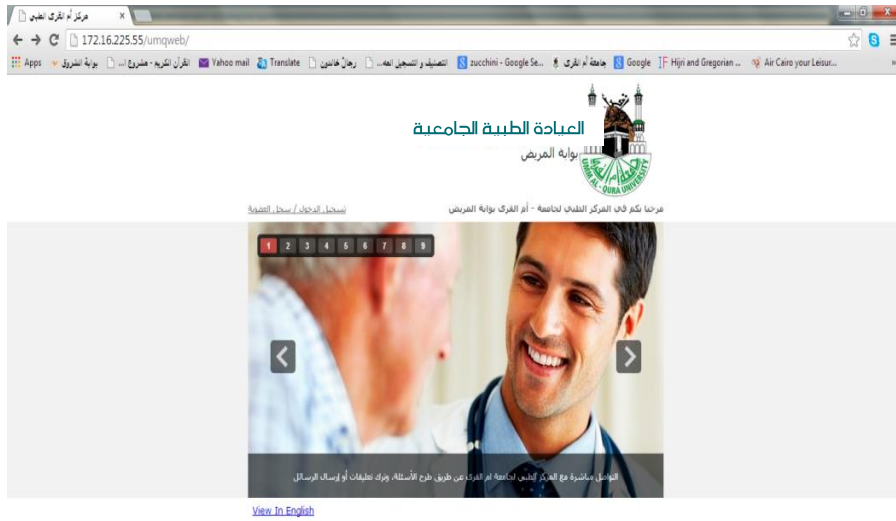 مركز أم القرى الطبي
172.16.225.55/umqweb/
Apps بوابة الشروق القرآن الكريم - مشروع ا... Yahoo mail Translate رجالٌ خالدون التصنيف و التسجيل المه... zucchini - Google Se... جامعة أم القرى Google Hijri and Gregorian ... Air Cairo your Leisur...
العيادة الطبية الجامعية
بوابة المريض
UMM AL - QURA UNIVERSITY
مرحبا بكم في المركز الطبي لجامعة - أم القرى بوابة المريض
تسجيل الدخول / سجل العضوية
1 2 3 4 5 6 7 8 9
التواصل مباشرة مع المركز الطبي لجامعة ام القرى عن طريق طرح الأسئلة، وترك تعليقات أو إرسال الرسائل
View In English